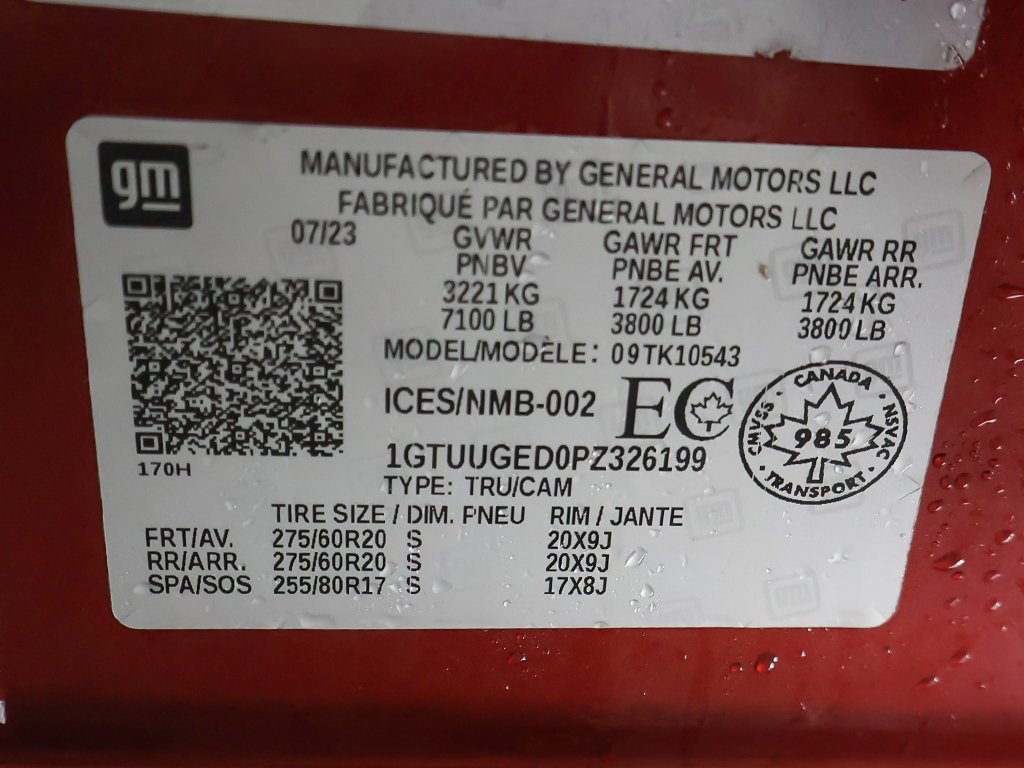 gm
MANUFACTURED BY GENERAL MOTORS LLC
FABRIQUÉ PAR GENERAL MOTORS LLC
07/23 GVWR GAWR FRT GAWR RR
PNBV PNBE AV. PNBE ARR.
3221 KG 1724 KG 1724 KG
7100 LB 3800 LB 3800 LB
MODEL/MODÈLE: 09TK10543
ICES/NMB-002 EC
CANADA
CMVSS 985 NSVAC
TRANSPORT
1GTUUGED0PZ326199
170H
TYPE: TRU/CAM
TIRE SIZE / DIM. PNEU RIM / JANTE
FRT/AV. 275/60R20 S 20X9J
RR/ARR. 275/60R20 S 20X9J
SPA/SOS 255/80R17 S 17X8J